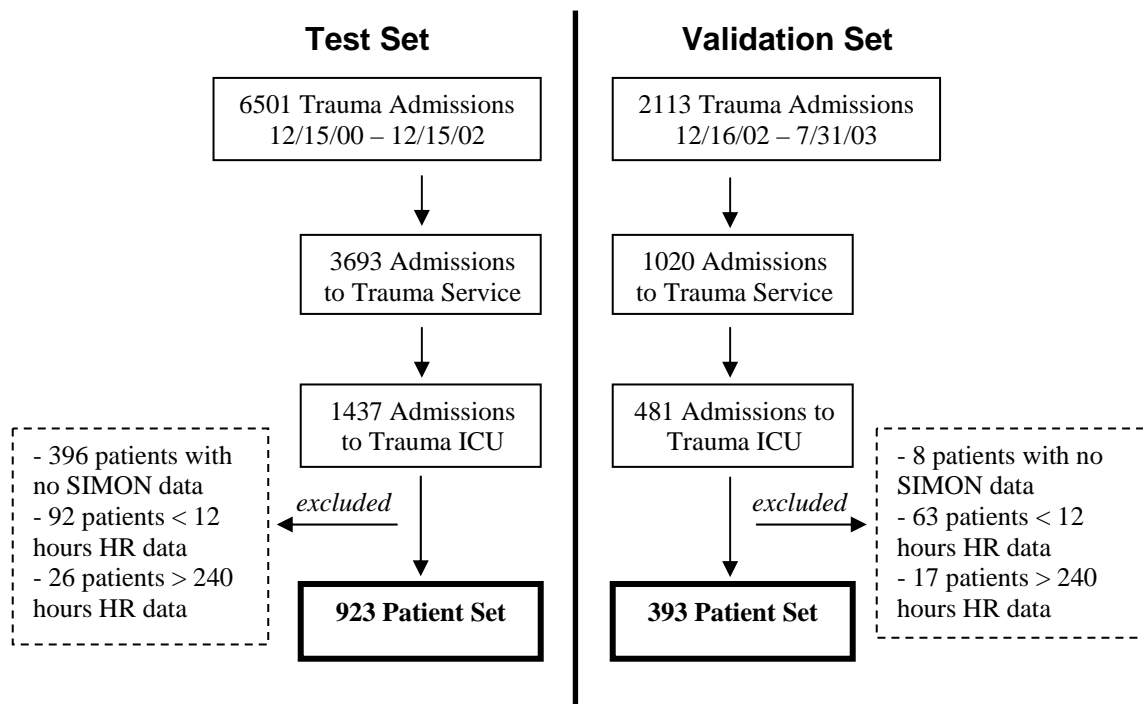 Test Set
6501 Trauma Admissions
12/15/00 – 12/15/02
3693 Admissions
to Trauma Service
1437 Admissions
to Trauma ICU
- 396 patients with
no SIMON data
- 92 patients < 12
hours HR data
- 26 patients > 240
hours HR data
excluded
923 Patient Set
Validation Set
2113 Trauma Admissions
12/16/02 – 7/31/03
1020 Admissions
to Trauma Service
481 Admissions to
Trauma ICU
excluded
- 8 patients with no
SIMON data
- 63 patients < 12
hours HR data
- 17 patients > 240
hours HR data
393 Patient Set